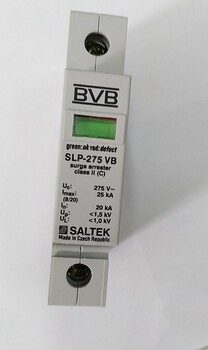 BVB
green:ok red:defect
SLP-275 VB
surge arrester
class II (C)
Uc: 275 V~
Imax: 25 kA
(8/20)
In: 20 kA
Up: <1,5 kV
UL: <1,0 kV
SALTEK
Made in Czech Republic